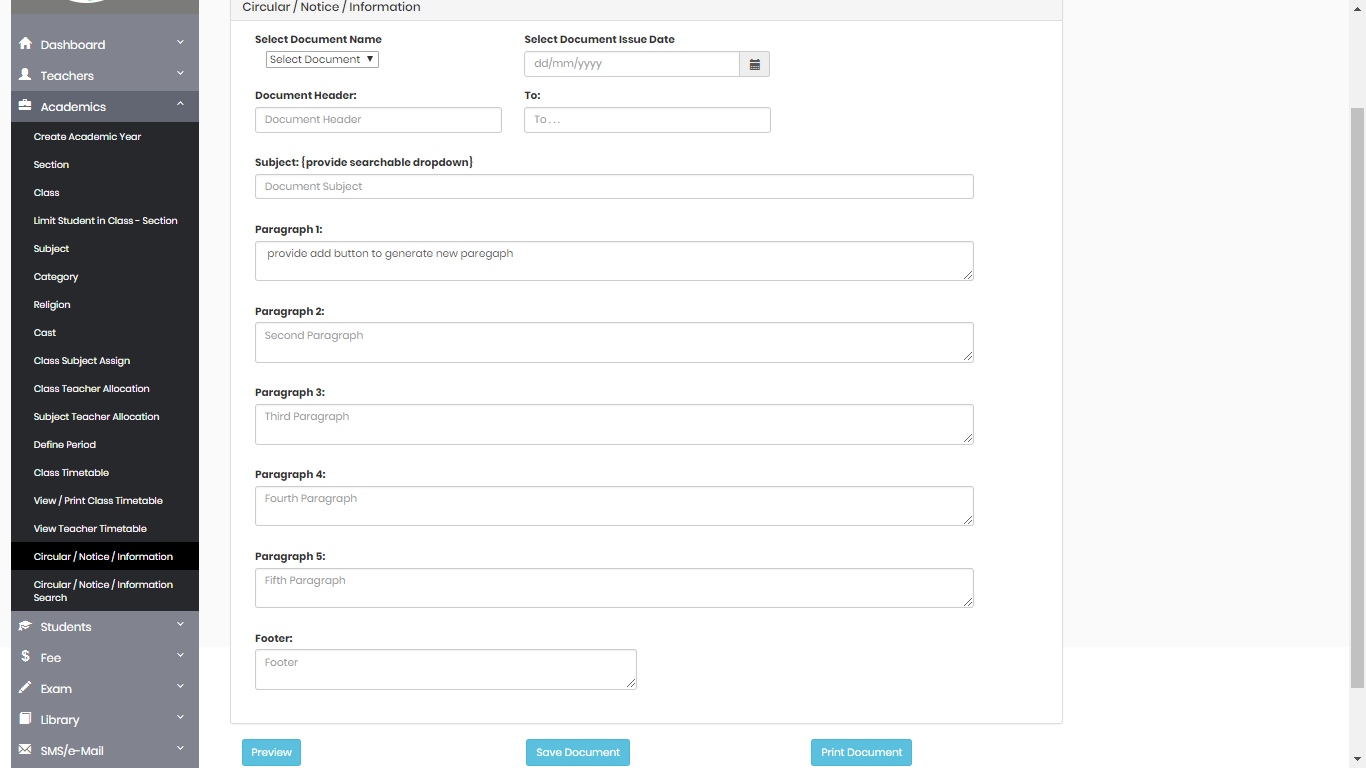 Circular / Notice / Information
Dashboard
Teachers
Academics
Create Academic Year
Section
Class
Limit Student in Class - Section
Subject
Category
Religion
Cast
Class Subject Assign
Class Teacher Allocation
Subject Teacher Allocation
Define Period
Class Timetable
View / Print Class Timetable
View Teacher Timetable
Circular / Notice / Information
Circular / Notice / Information
Search
Students
Fee
Exam
Library
SMS/e-Mail
Select Document Name
Select Document
Select Document Issue Date
dd/mm/yyyy
Document Header:
Document Header
To:
To . . .
Subject: {provide searchable dropdown}
Document Subject
Paragraph 1:
provide add button to generate new paregaph
Paragraph 2:
Second Paragraph
Paragraph 3:
Third Paragraph
Paragraph 4:
Fourth Paragraph
Paragraph 5:
Fifth Paragraph
Footer:
Footer
Preview
Save Document
Print Document